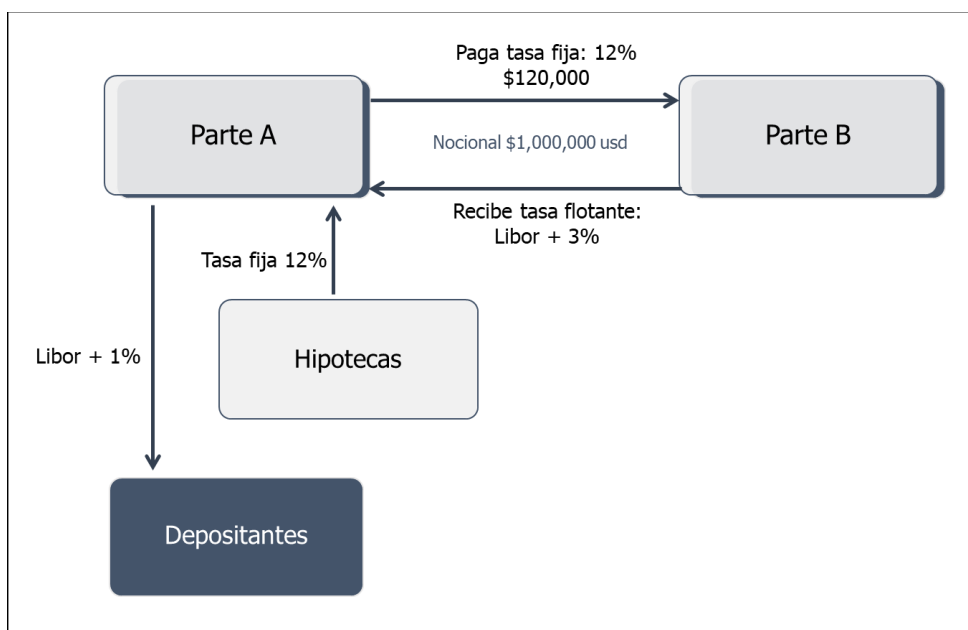 Paga tasa fija: 12%
$120,000
Parte A
Nocional $1,000,000 usd
Parte B
Recibe tasa flotante:
Libor + 3%
Tasa fija 12%
Libor + 1%
Hipotecas
Depositantes